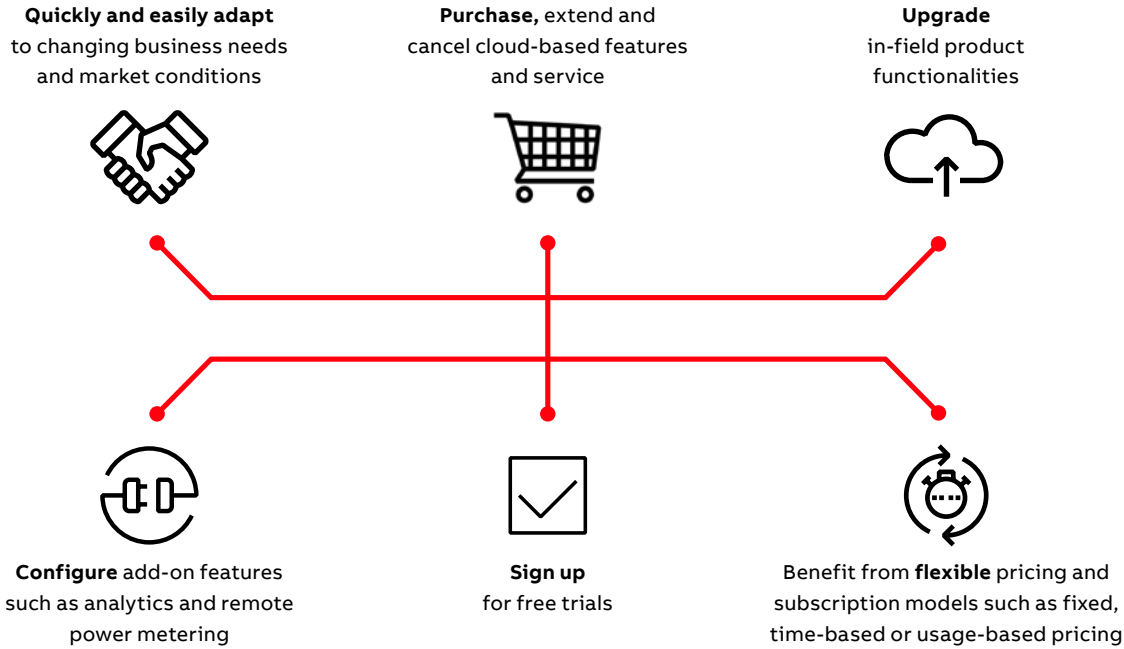 Quickly and easily adapt
to changing business needs
and market conditions
Purchase, extend and
cancel cloud-based features
and service
Upgrade
in-field product
functionalities
Configure add-on features
such as analytics and remote
power metering
Sign up
for free trials
Benefit from flexible pricing and
subscription models such as fixed,
time-based or usage-based pricing